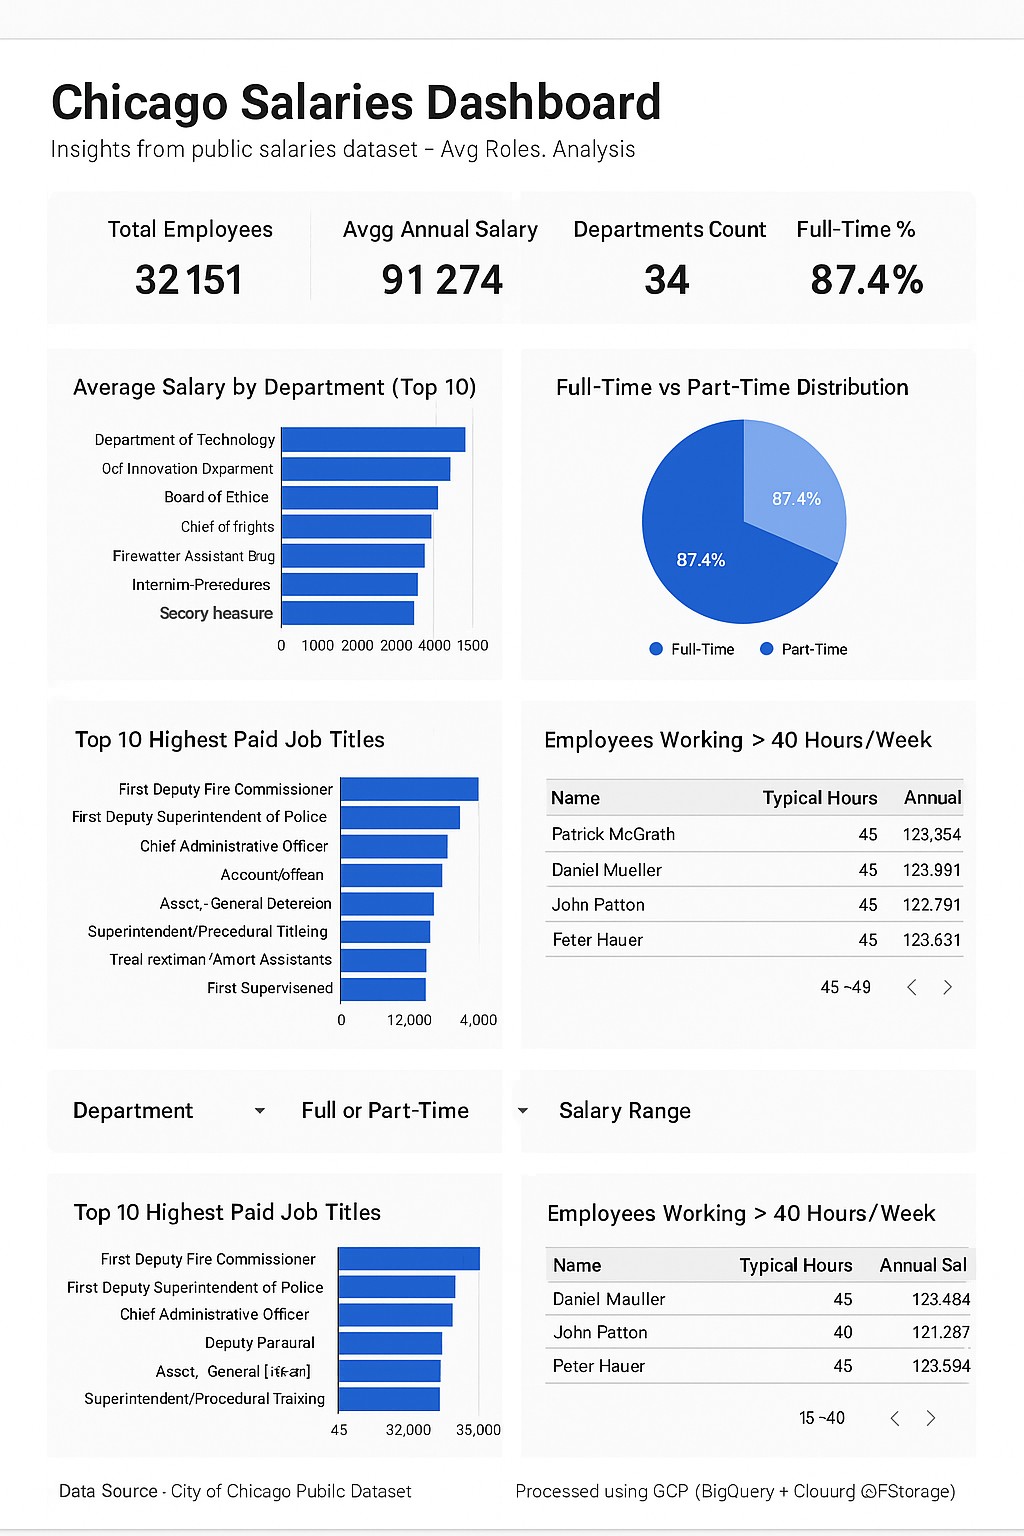 Chicago Salaries Dashboard
Insights from public salaries dataset – Avg Roles. Analysis
Total Employees
32 151
Avgg Annual Salary
91 274
Departments Count
34
Full-Time %
87.4%
Average Salary by Department (Top 10)
Department of Technology
Ocf Innovation Dxparment
Board of Ethice
Chief of frights
Firewatter Assistant Brug
Internim-Preredures
Secory heasure
0 1000 2000 2000 4000 1500
Full-Time vs Part-Time Distribution
87.4%
87.4%
Full-Time Part-Time
Top 10 Highest Paid Job Titles
First Deputy Fire Commissioner
First Deputy Superintendent of Police
Chief Administrative Officer
Account/offean
Assct,-General Detereion
Superintendent/Precedural Titleing
Treal rextiman 'Amort Assistants
First Supervisened
0 12,000 4,000
Employees Working > 40 Hours/Week
Name Typical Hours Annual
Patrick McGrath 45 123,354
Daniel Mueller 45 123.991
John Patton 45 122.791
Feter Hauer 45 123.631
45 ~49 < >
Department Full or Part-Time Salary Range
Top 10 Highest Paid Job Titles
First Deputy Fire Commissioner
First Deputy Superintendent of Police
Chief Administrative Officer
Deputy Paraural
Assct, General
Superintendent/Procedural Traixing
45 32,000 35,000
Employees Working > 40 Hours/Week
Name Typical Hours Annual Sal
Daniel Mauller 45 123.484
John Patton 40 121.287
Peter Hauer 45 123.594
15 ~40 < >
Data Source · City of Chicago Pubilc Dataset
Processed using GCP (BigQuery + Clouurd @FStorage)